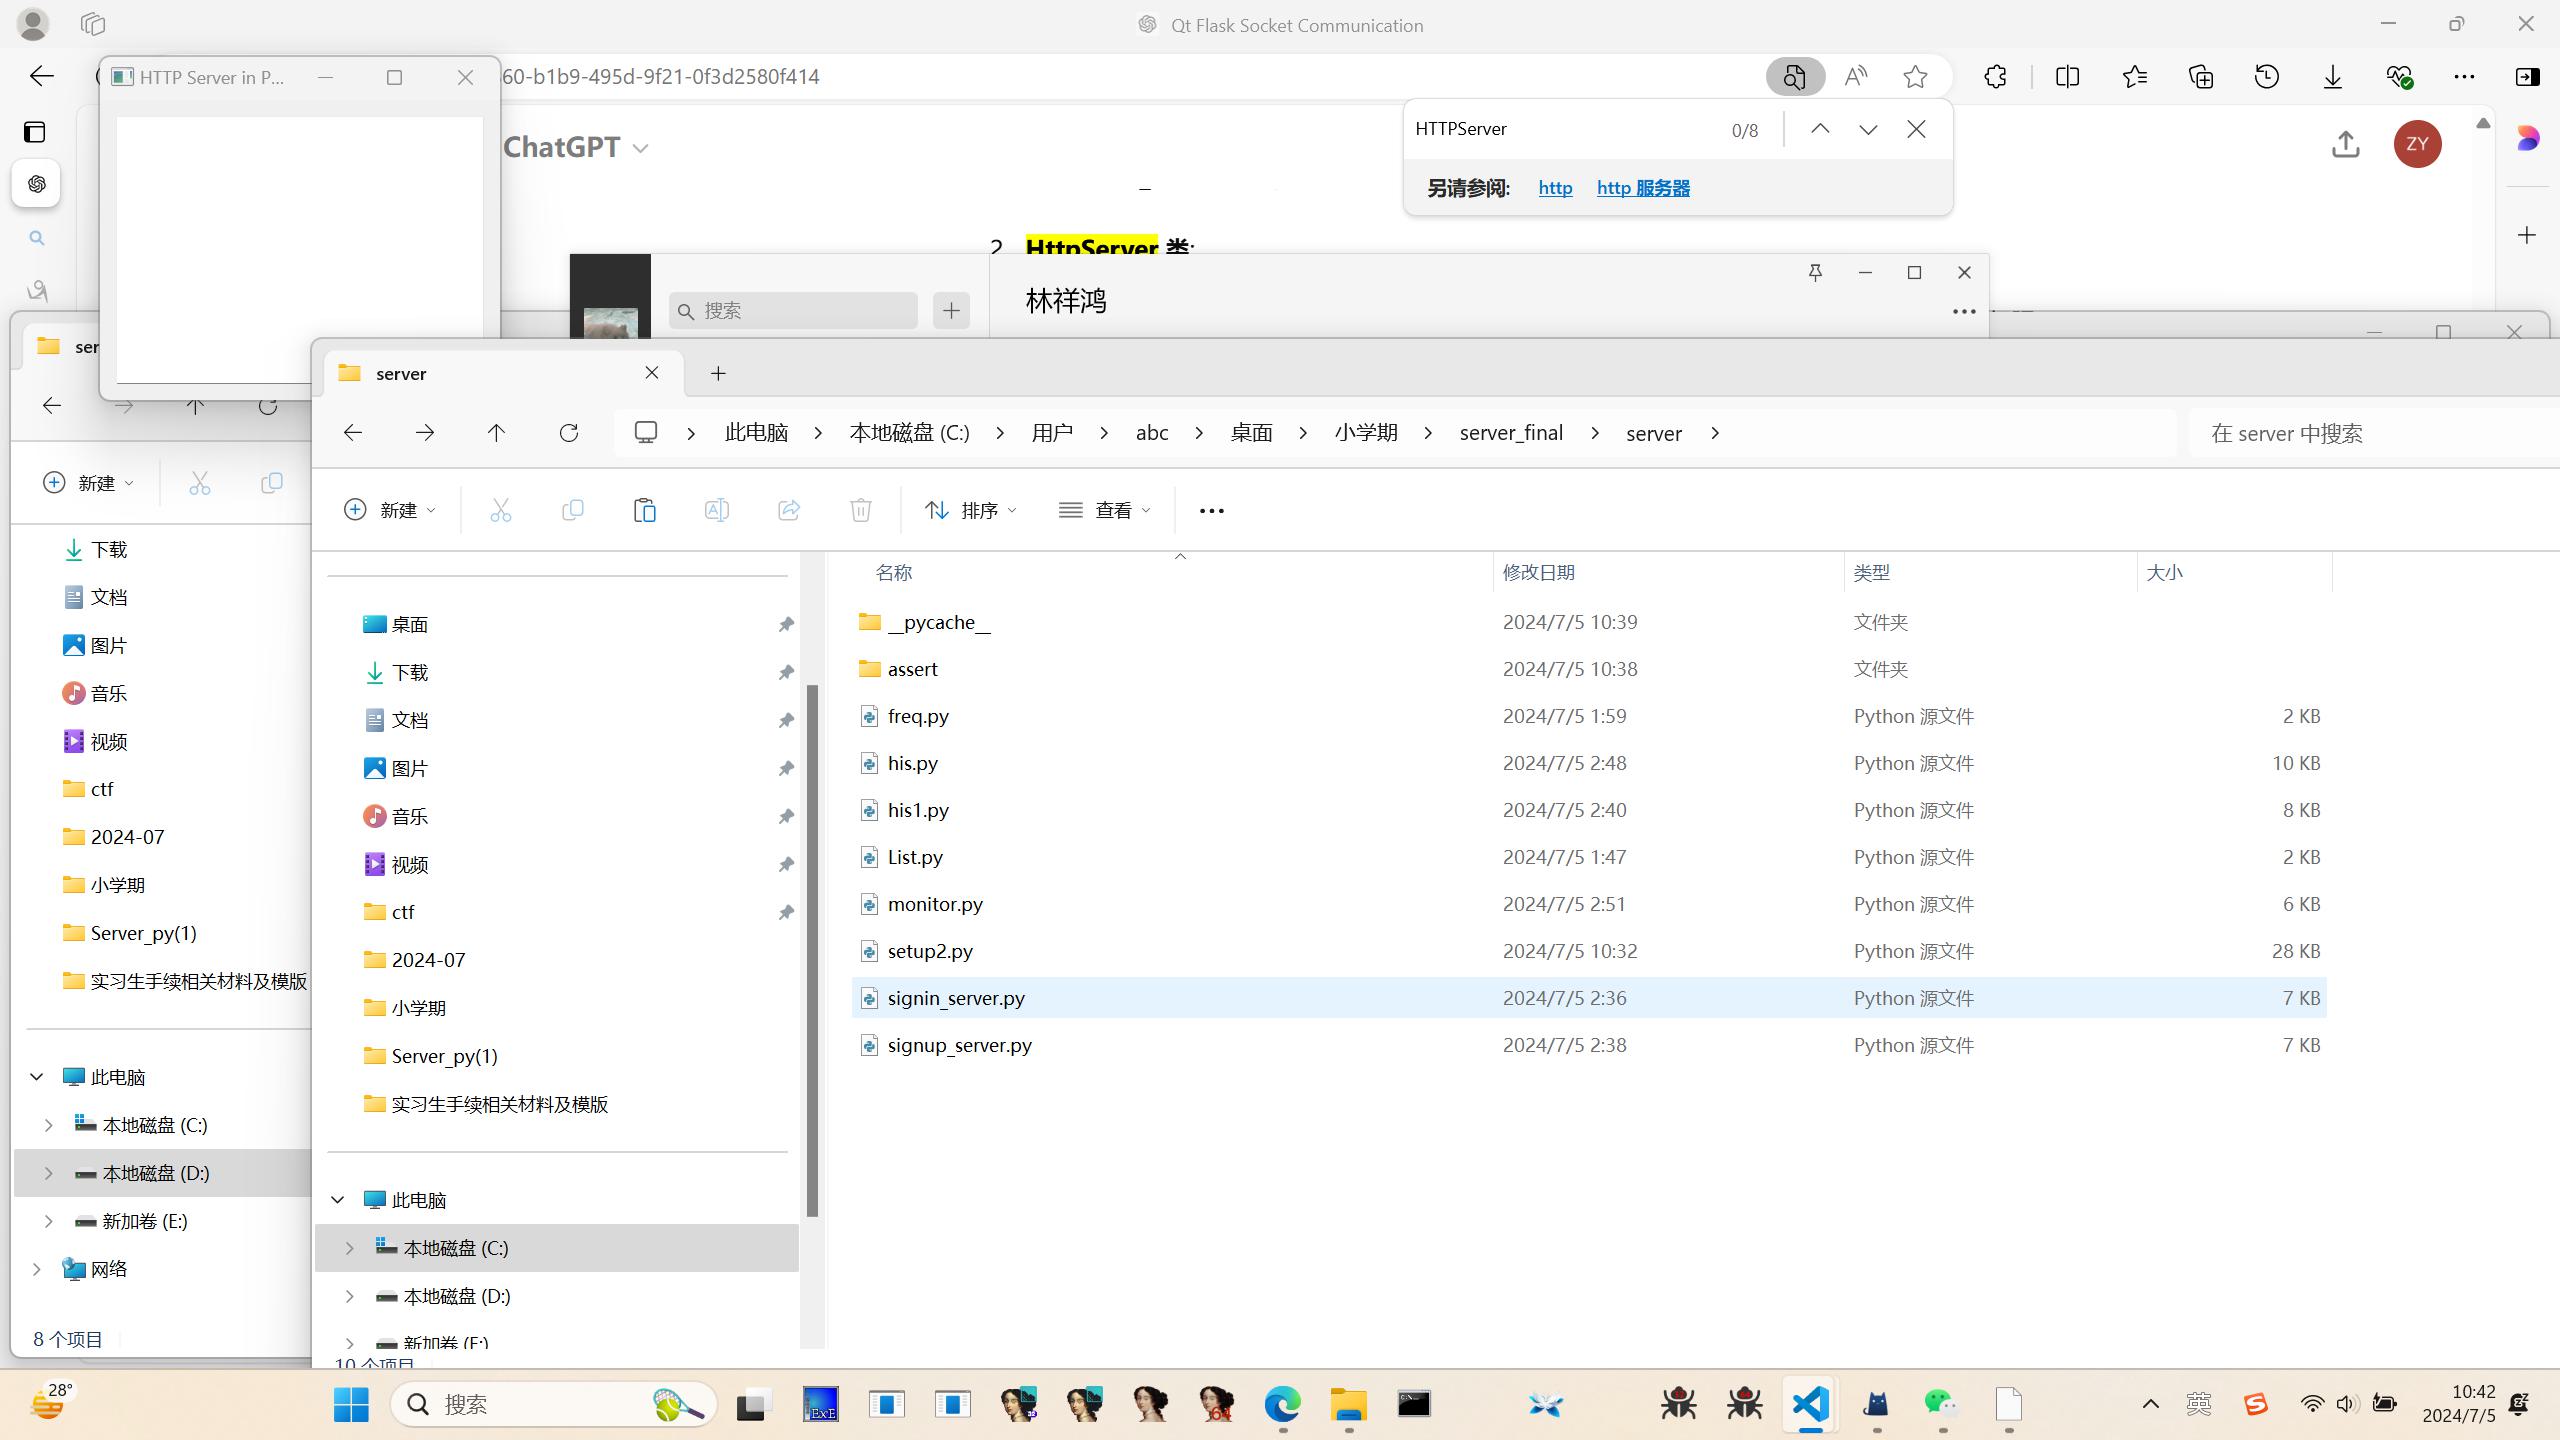 Qt Flask Socket Communication
HTTP Server in P...
60-b1b9-495d-9f21-0f3d2580f414
HTTPServer
0/8
另请参阅:
http
http 服务器
ChatGPT
ZY
2.
HttpServer 类:
搜索
林祥鸿
ser
server
此电脑
本地磁盘 (C:)
用户
abc
桌面
小学期
server_final
server
在 server 中搜索
新建
新建
排序
查看
下载
文档
图片
音乐
视频
ctf
2024-07
小学期
Server_py(1)
实习生手续相关材料及模版
此电脑
本地磁盘 (C:)
本地磁盘 (D:)
新加卷 (E:)
网络
8 个项目
桌面
下载
文档
图片
音乐
视频
ctf
2024-07
小学期
Server_py(1)
实习生手续相关材料及模版
此电脑
本地磁盘 (C:)
本地磁盘 (D:)
新加卷 (E:)
10 个项目
名称 修改日期 类型 大小
__pycache__ 2024/7/5 10:39 文件夹
assert 2024/7/5 10:38 文件夹
freq.py 2024/7/5 1:59 Python 源文件 2 KB
his.py 2024/7/5 2:48 Python 源文件 10 KB
his1.py 2024/7/5 2:40 Python 源文件 8 KB
List.py 2024/7/5 1:47 Python 源文件 2 KB
monitor.py 2024/7/5 2:51 Python 源文件 6 KB
setup2.py 2024/7/5 10:32 Python 源文件 28 KB
signin_server.py 2024/7/5 2:36 Python 源文件 7 KB
signup_server.py 2024/7/5 2:38 Python 源文件 7 KB
28°
搜索
ExE
64
英
10:42
2024/7/5